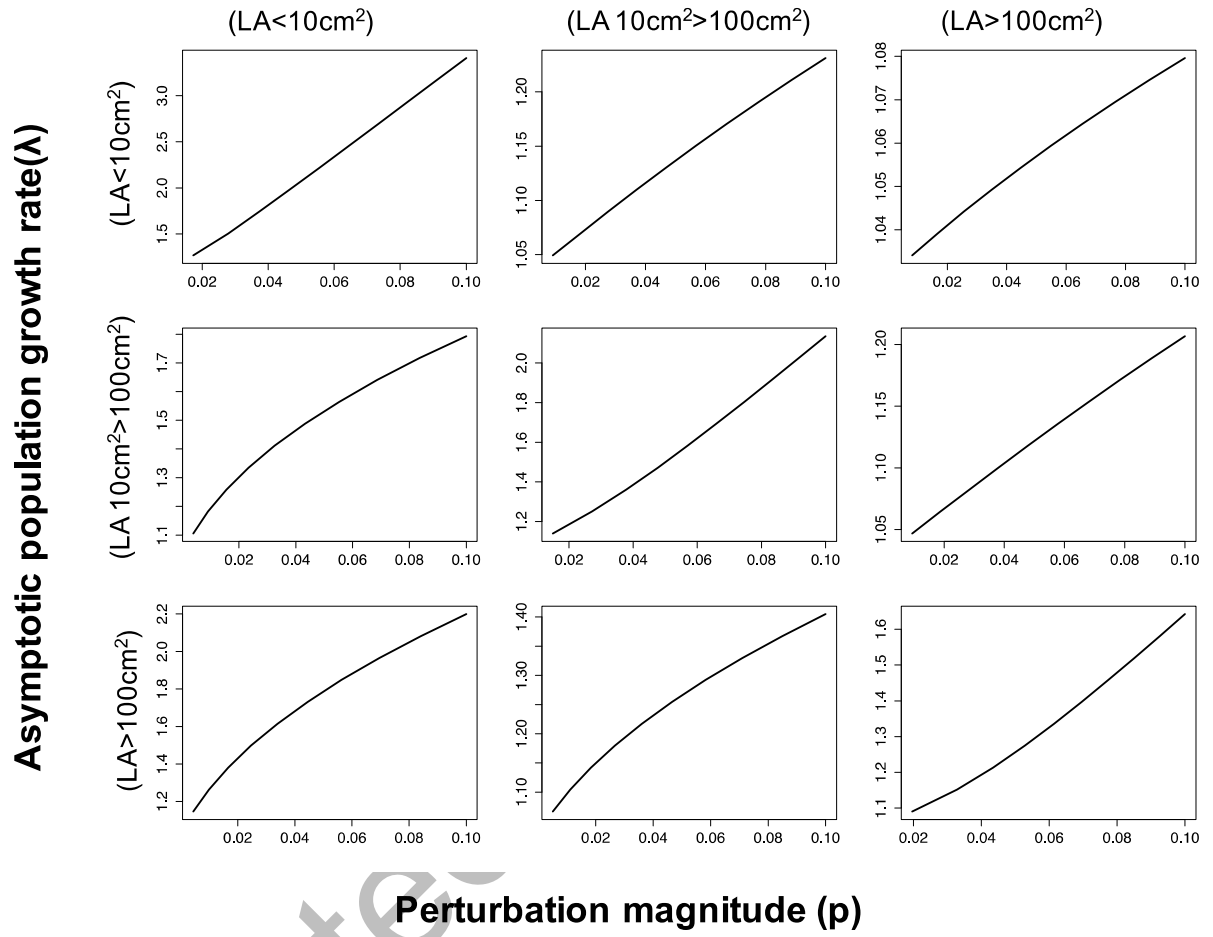 (LA<10cm²) (LA 10cm²>100cm²) (LA>100cm²)
Asymptotic population growth rate(λ)
(LA<10cm²)
1.5 2.0 2.5 3.0
0.02 0.04 0.06 0.08 0.10
1.05 1.10 1.15 1.20
0.02 0.04 0.06 0.08 0.10
1.04 1.05 1.06 1.07 1.08
0.02 0.04 0.06 0.08 0.10
(LA 10cm²>100cm²)
1.1 1.3 1.5 1.7
0.02 0.04 0.06 0.08 0.10
1.2 1.4 1.6 1.8 2.0
0.02 0.04 0.06 0.08 0.10
1.05 1.10 1.15 1.20
0.02 0.04 0.06 0.08 0.10
(LA>100cm²)
1.2 1.4 1.6 1.8 2.0 2.2
0.02 0.04 0.06 0.08 0.10
1.10 1.20 1.30 1.40
0.02 0.04 0.06 0.08 0.10
1.1 1.2 1.3 1.4 1.5 1.6
0.02 0.04 0.06 0.08 0.10
Perturbation magnitude (p)